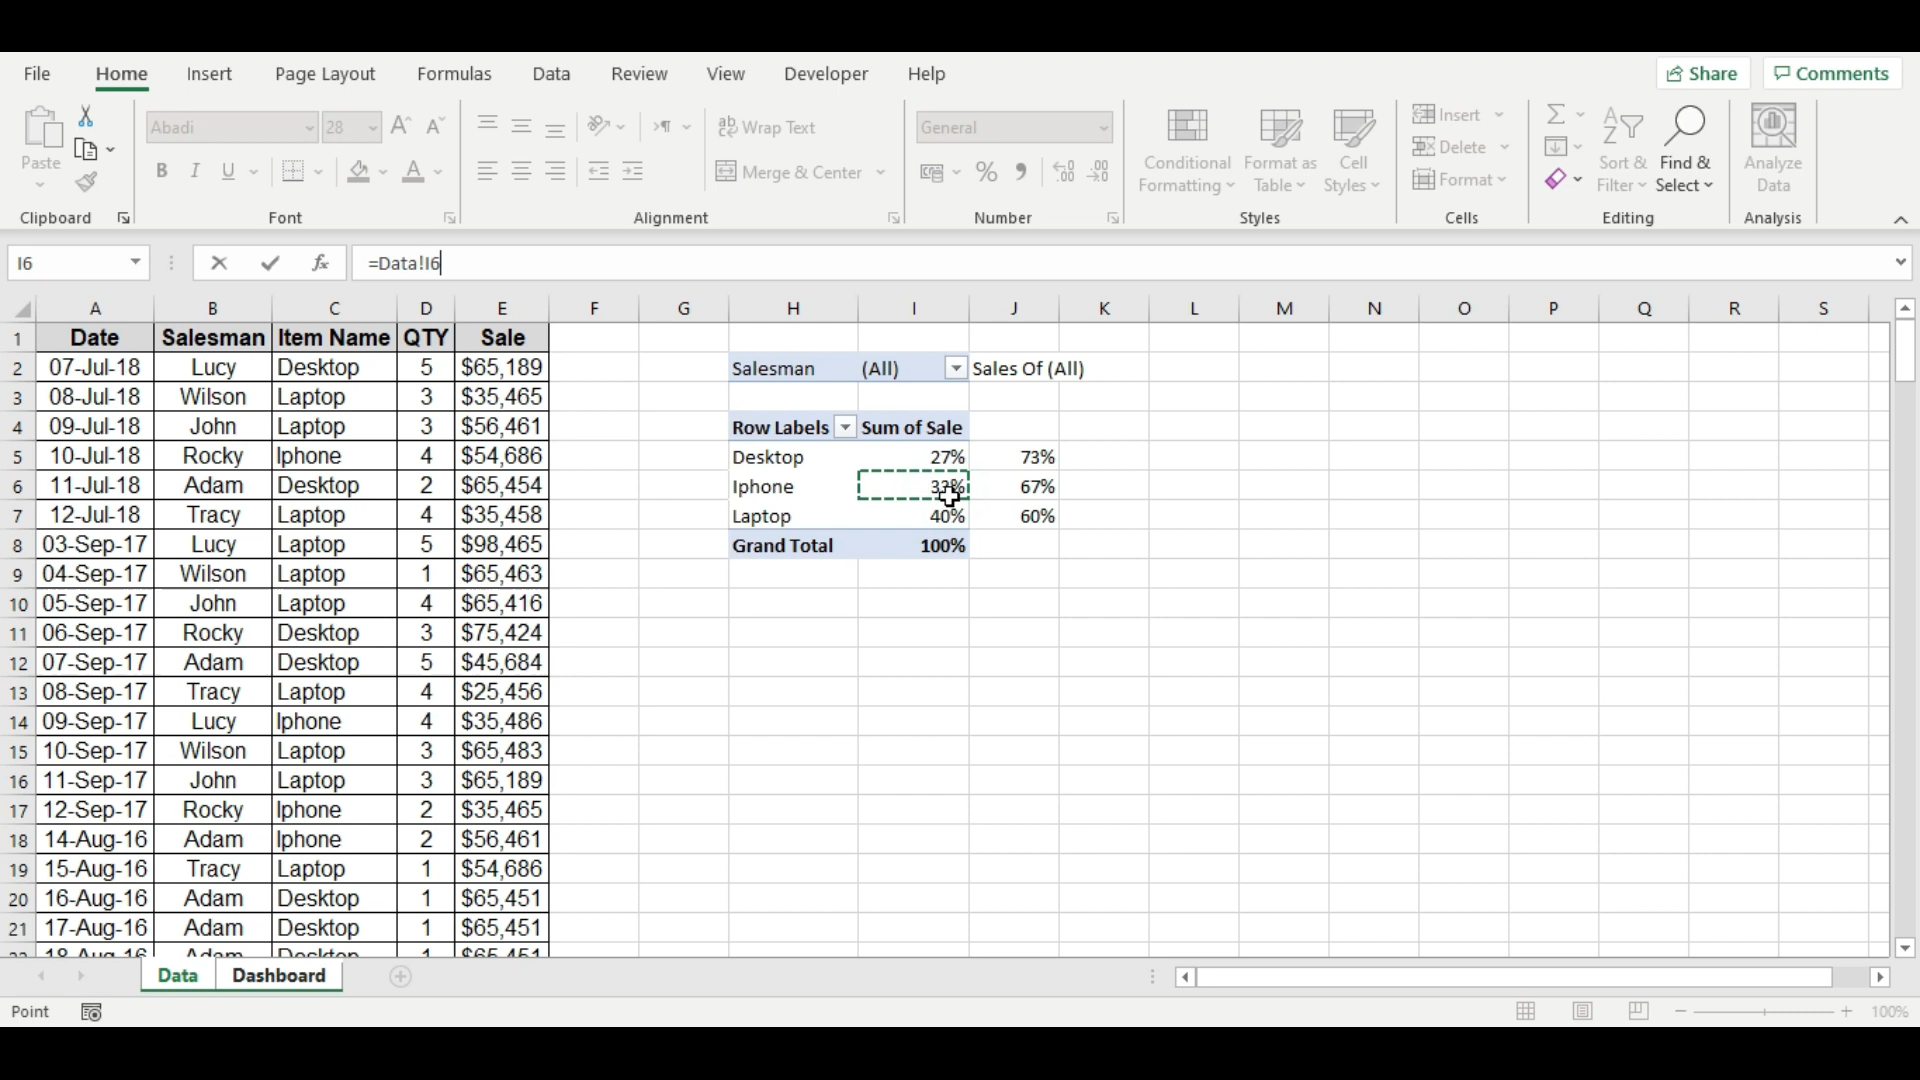 File Home Insert Page Layout Formulas Data Review View Developer Help Share Comments
Abadi 28 Wrap Text General Insert
Paste Conditional Format as Cell Delete Sort & Find & Analyze
B I U Merge & Center % Formatting Table Styles Format Filter Select Data
Clipboard Font Alignment Number Styles Cells Editing Analysis
I6 fx =Data!I6
A B C D E F G H I J K L M N O P Q R S
1 Date Salesman Item Name QTY Sale
2 07-Jul-18 Lucy Desktop 5 $65,189 Salesman (All) Sales Of (All)
3 08-Jul-18 Wilson Laptop 3 $35,465
4 09-Jul-18 John Laptop 3 $56,461 Row Labels Sum of Sale
5 10-Jul-18 Rocky Iphone 4 $54,686 Desktop 27% 73%
6 11-Jul-18 Adam Desktop 2 $65,454 Iphone 33% 67%
7 12-Jul-18 Tracy Laptop 4 $35,458 Laptop 40% 60%
8 03-Sep-17 Lucy Laptop 5 $98,465 Grand Total 100%
9 04-Sep-17 Wilson Laptop 1 $65,463
10 05-Sep-17 John Laptop 4 $65,416
11 06-Sep-17 Rocky Desktop 3 $75,424
12 07-Sep-17 Adam Desktop 5 $45,684
13 08-Sep-17 Tracy Laptop 4 $25,456
14 09-Sep-17 Lucy Iphone 4 $35,486
15 10-Sep-17 Wilson Laptop 3 $65,483
16 11-Sep-17 John Laptop 3 $65,189
17 12-Sep-17 Rocky Iphone 2 $35,465
18 14-Aug-16 Adam Iphone 2 $56,461
19 15-Aug-16 Tracy Laptop 1 $54,686
20 16-Aug-16 Adam Desktop 1 $65,451
21 17-Aug-16 Adam Desktop 1 $65,451
18-Aug-16 Adam Desktop 1 $65,451
Data Dashboard
Point 100%